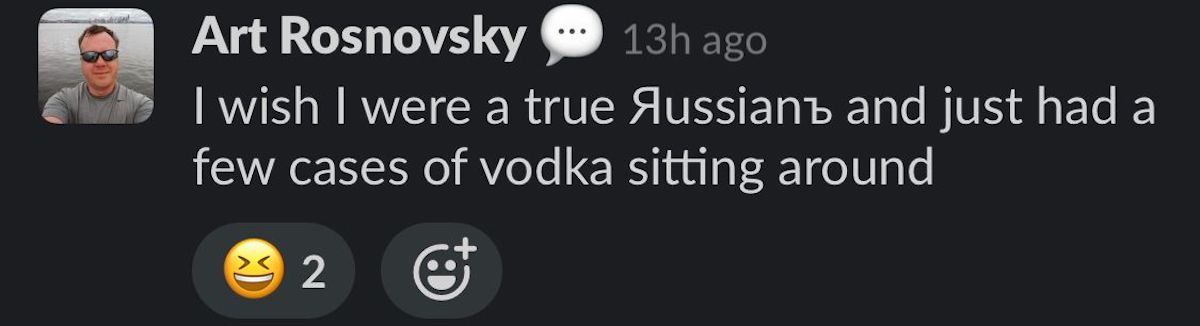 Art Rosnovsky 13h ago
I wish I were a true Яussianъ and just had a
few cases of vodka sitting around
2